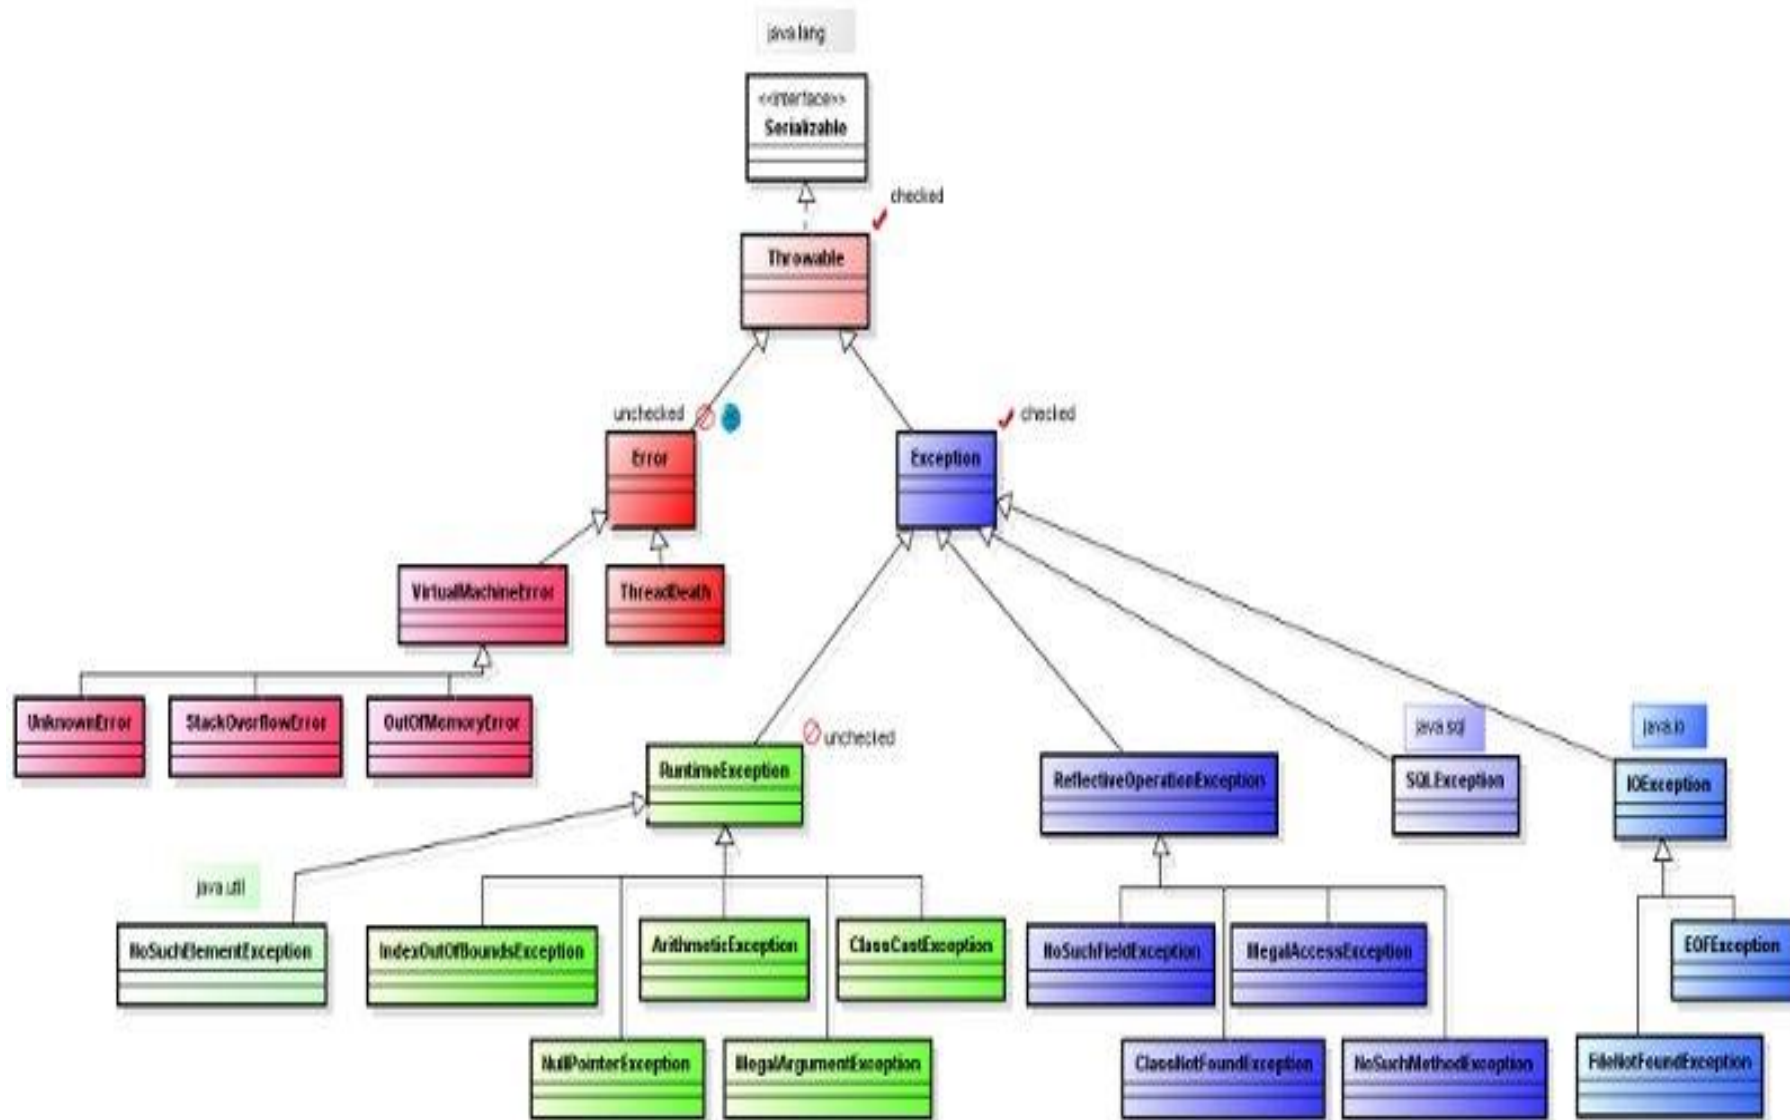 java.lang
<<interface>>
Serializable
checked
Throwable
unchecked
checked
Error
Exception
VirtualMachineError
ThreadDeath
UnknownError
StackOverflowError
OutOfMemoryError
unchecked
java.sql
java.io
RuntimeException
ReflectiveOperationException
SQLException
IOException
java.util
NoSuchElementException
IndexOutOfBoundsException
ArithmeticException
ClassCastException
NoSuchFieldException
IllegalAccessException
EOFException
NullPointerException
IllegalArgumentException
ClassNotFoundException
NoSuchMethodException
FileNotFoundException